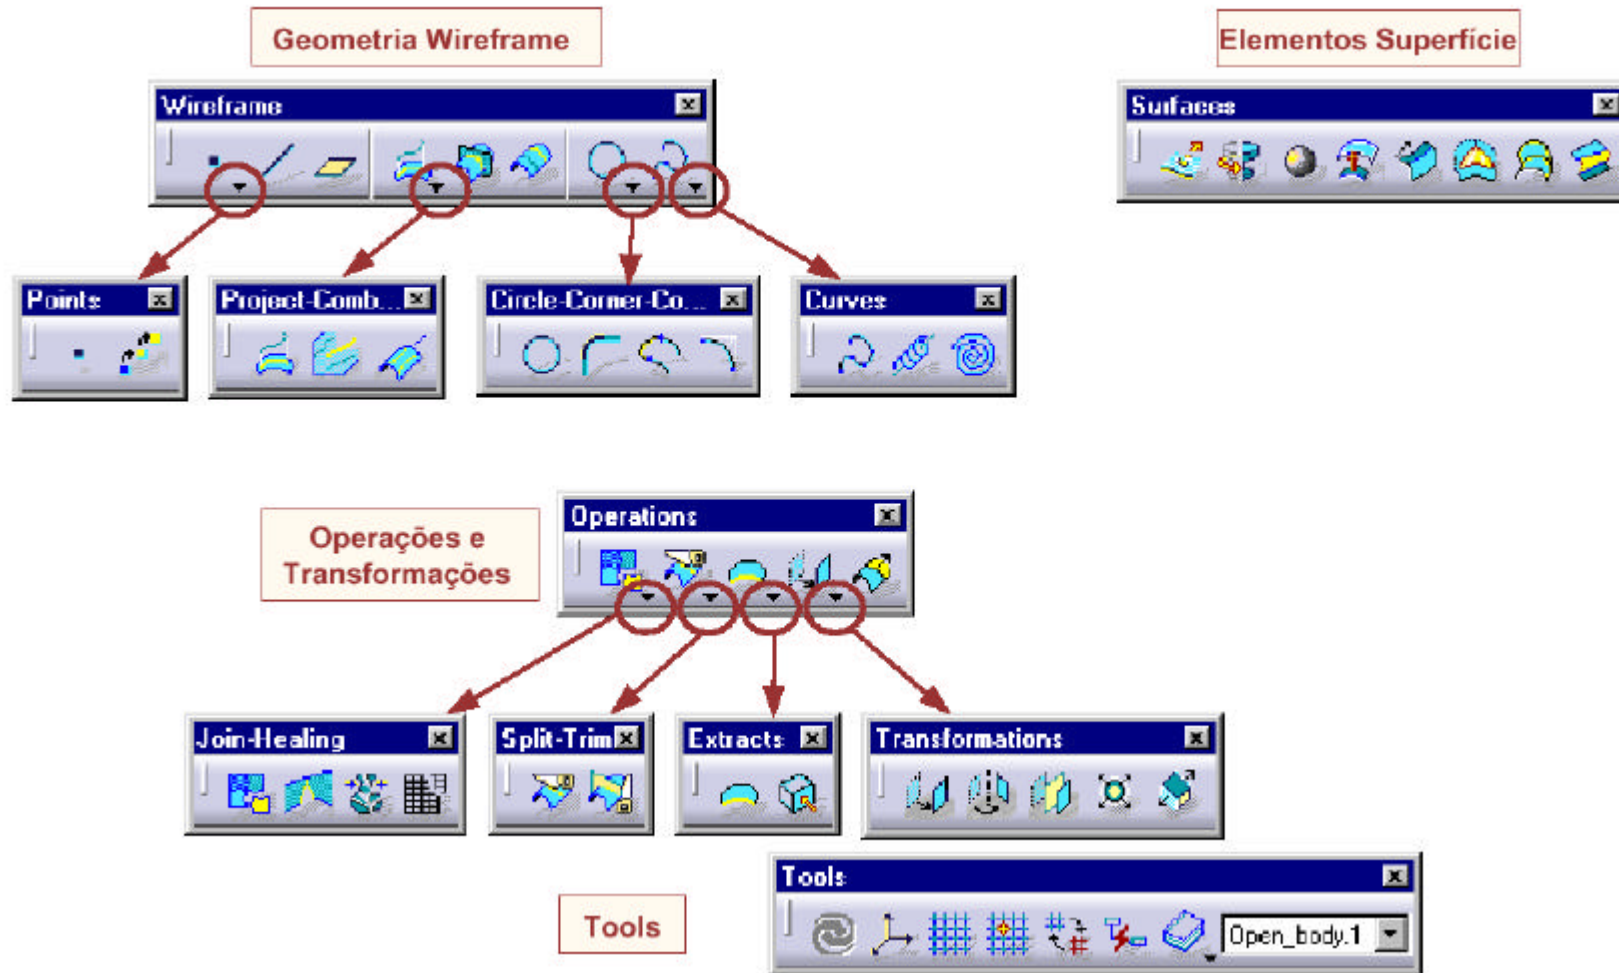 Geometria Wireframe
Elementos Superfície
Wireframe
Surfaces
Points
Project-Comb...
Circle-Corner-Co...
Curves
Operações e
Transformações
Operations
Join-Healing
Split-Trim
Extracts
Transformations
Tools
Tools
Open_body.1